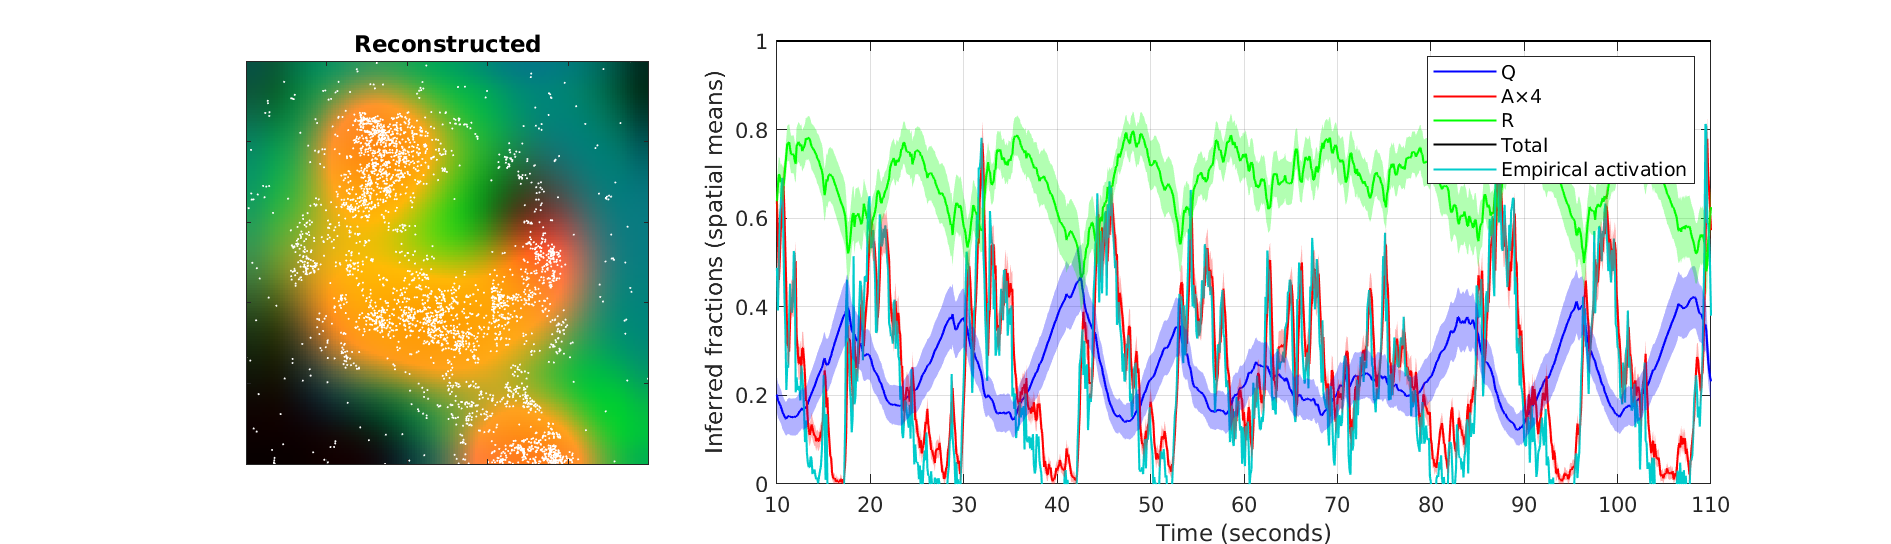 Reconstructed
Inferred fractions (spatial means)
1
0.8
0.6
0.4
0.2
0
Q
A×4
R
Total
Empirical activation
10 20 30 40 50 60 70 80 90 100 110
Time (seconds)